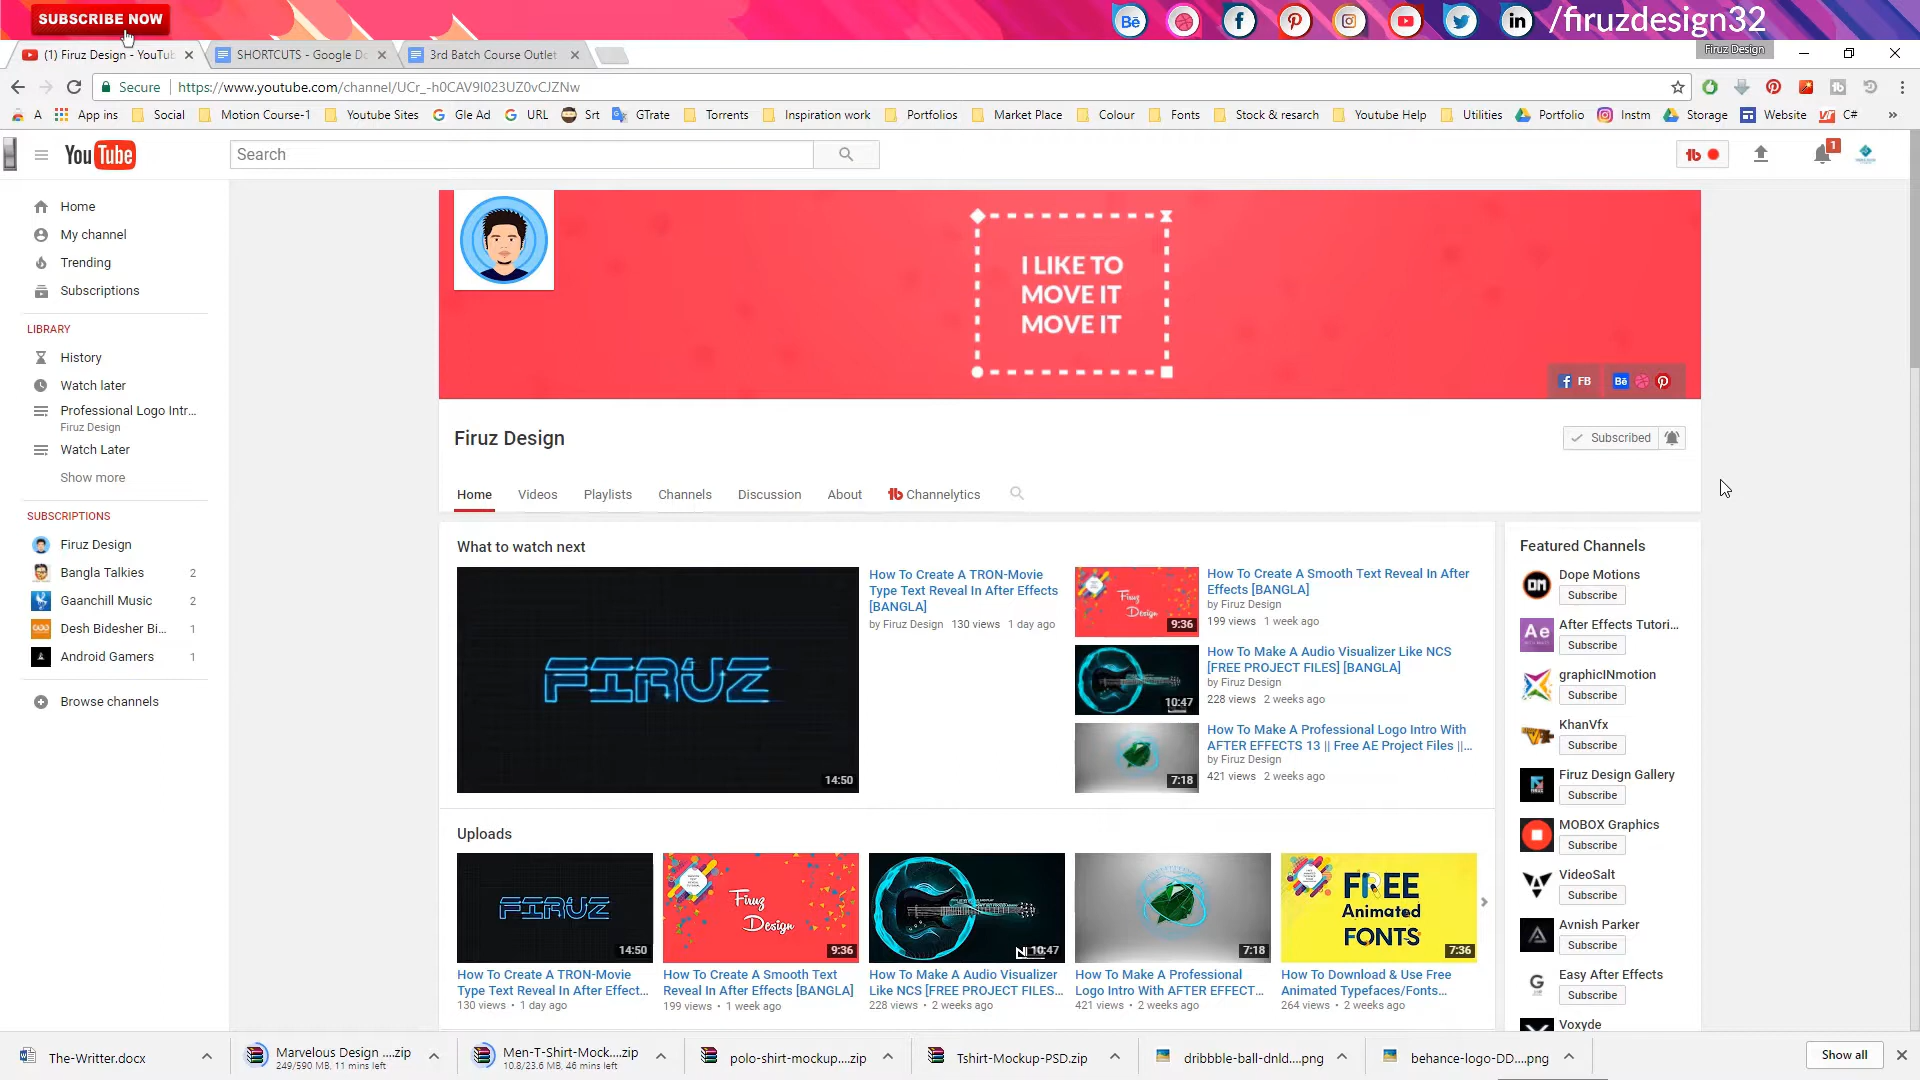 SUBSCRIBE NOW
/firuzdesign32
Firuz Design
(1) Firuz Design - YouTub
SHORTCUTS - Google Do
3rd Batch Course Outlet
Secure
https://www.youtube.com/channel/UCr_-h0CAV9I023UZ0vCJZNw
A
App ins
Social
Motion Course-1
Youtube Sites
Gle Ad
URL
Srt
GTrate
Torrents
Inspiration work
Portfolios
Market Place
Colour
Fonts
Stock & resarch
Youtube Help
Utilities
Portfolio
Instm
Storage
Website
C#
YouTube
Search
1
Home
My channel
Trending
Subscriptions
LIBRARY
History
Watch later
Professional Logo Intr...
Firuz Design
Watch Later
Show more
SUBSCRIPTIONS
Firuz Design
Bangla Talkies 2
Gaanchill Music 2
Desh Bidesher Bi... 1
Android Gamers 1
Browse channels
I LIKE TO
MOVE IT
MOVE IT
FB
Bē
Firuz Design
Subscribed
Home
Videos
Playlists
Channels
Discussion
About
Channelytics
What to watch next
FIRUZ
14:50
How To Create A TRON-Movie
Type Text Reveal In After Effects
[BANGLA]
by Firuz Design 130 views 1 day ago
Firuz
Design
9:36
How To Create A Smooth Text Reveal In After
Effects [BANGLA]
by Firuz Design
199 views 1 week ago
10:47
How To Make A Audio Visualizer Like NCS
[FREE PROJECT FILES] [BANGLA]
by Firuz Design
228 views 2 weeks ago
7:18
How To Make A Professional Logo Intro With
AFTER EFFECTS 13 || Free AE Project Files ||...
by Firuz Design
421 views 2 weeks ago
Uploads
FIRUZ
14:50
How To Create A TRON-Movie
Type Text Reveal In After Effect...
130 views • 1 day ago
Firuz
Design
9:36
How To Create A Smooth Text
Reveal In After Effects [BANGLA]
199 views • 1 week ago
10:47
How To Make A Audio Visualizer
Like NCS [FREE PROJECT FILES...
228 views • 2 weeks ago
7:18
How To Make A Professional
Logo Intro With AFTER EFFECT...
421 views • 2 weeks ago
FREE
Animated
FONTS
7:36
How To Download & Use Free
Animated Typefaces/Fonts...
264 views • 2 weeks ago
Featured Channels
Dope Motions
Subscribe
After Effects Tutori...
Subscribe
graphicINmotion
Subscribe
KhanVfx
Subscribe
Firuz Design Gallery
Subscribe
MOBOX Graphics
Subscribe
VideoSalt
Subscribe
Avnish Parker
Subscribe
Easy After Effects
Subscribe
Voxyde
The-Writter.docx
Marvelous Design ....zip
249/590 MB, 11 mins left
Men-T-Shirt-Mock....zip
10.8/23.6 MB, 46 mins left
polo-shirt-mockup....zip
Tshirt-Mockup-PSD.zip
dribbble-ball-dnld....png
behance-logo-DD....png
Show all